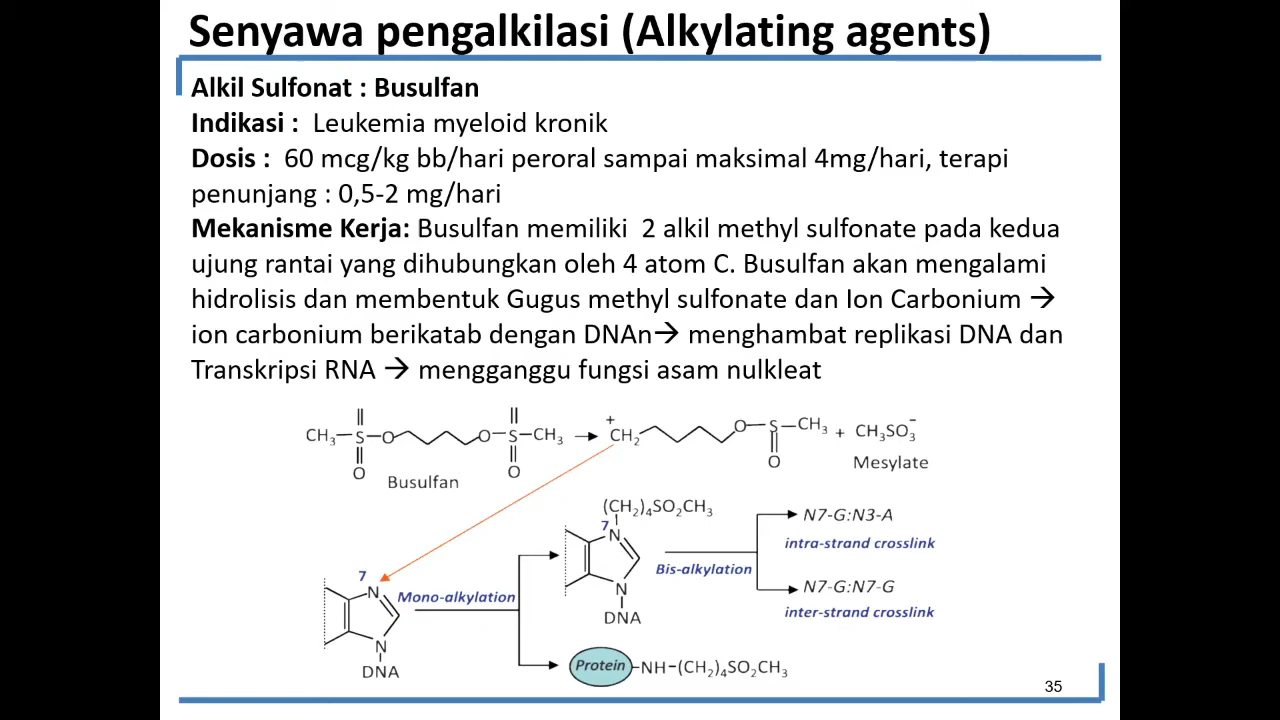 Senyawa pengalkilasi (Alkylating agents)
Alkil Sulfonat : Busulfan
Indikasi : Leukemia myeloid kronik
Dosis : 60 mcg/kg bb/hari peroral sampai maksimal 4mg/hari, terapi
penunjang : 0,5-2 mg/hari
Mekanisme Kerja: Busulfan memiliki 2 alkil methyl sulfonate pada kedua
ujung rantai yang dihubungkan oleh 4 atom C. Busulfan akan mengalami
hidrolisis dan membentuk Gugus methyl sulfonate dan Ion Carbonium →
ion carbonium berikatab dengan DNAn→ menghambat replikasi DNA dan
Transkripsi RNA → mengganggu fungsi asam nulkleat
CH3-S-O O-S-CH3 → +CH2 O-S-CH3 + CH3SO3-
O O O
Busulfan Mesylate
(CH2)4SO2CH3
7 N
N
DNA
Bis-alkylation
N7-G:N3-A
intra-strand crosslink
N7-G:N7-G
inter-strand crosslink
7 N
N
DNA
Mono-alkylation
Protein -NH-(CH2)4SO2CH3
35